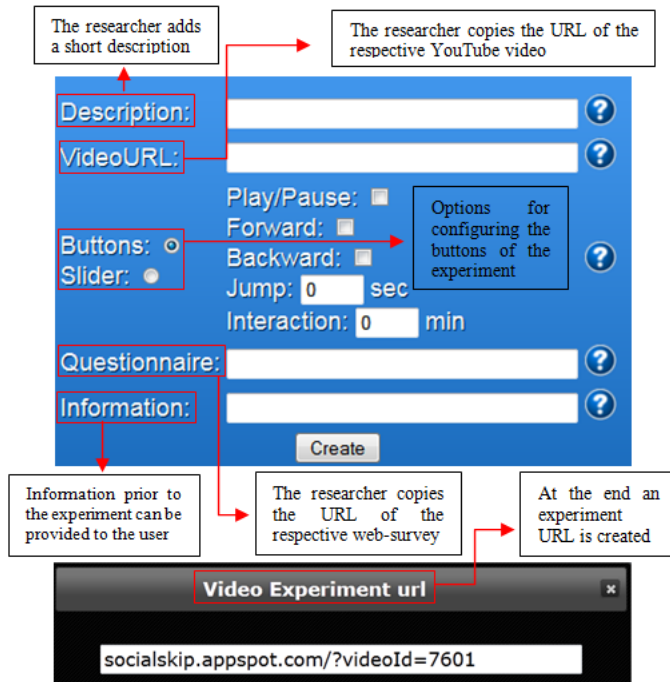 The researcher adds
a short description
The researcher copies the URL of the
respective YouTube video
Description:
?
VideoURL:
?
Buttons:
Slider:
Play/Pause:
Forward:
Backward:
Jump: 0 sec
Interaction: 0 min
Options for
configuring the
buttons of the
experiment
?
Questionnaire:
?
Information:
?
Create
Information prior to
the experiment can be
provided to the user
The researcher copies
the URL of the
respective web-survey
At the end an
experiment
URL is created
Video Experiment url
x
socialskip.appspot.com/?videoId=7601